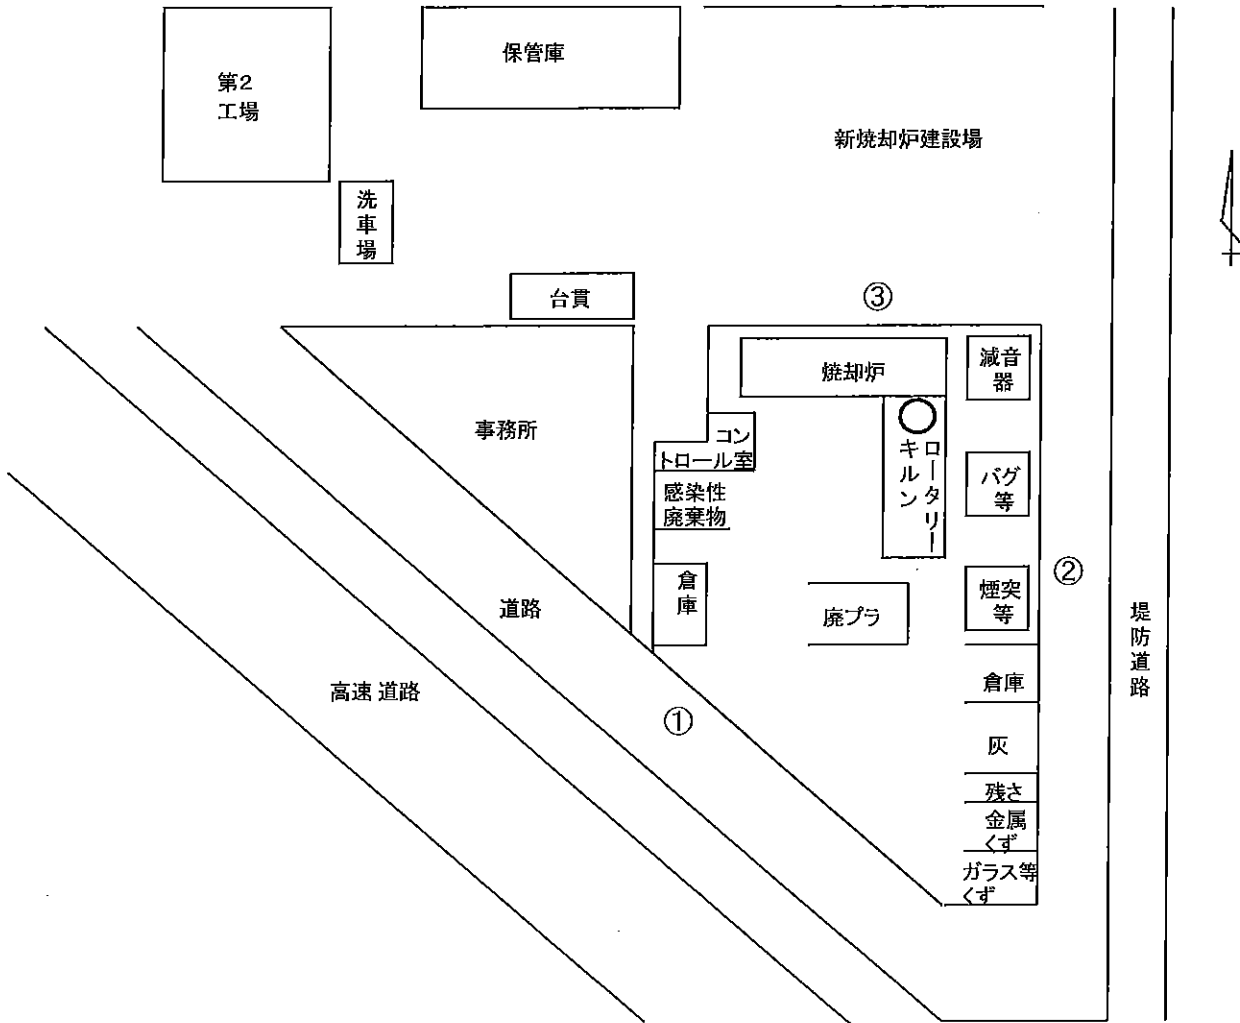 保管庫
第2
工場
新焼却炉建設場
洗車場
台貫
③
焼却炉
減音
器
事務所
コン
トロール室
ロータリー
キルン
バグ
等
感染性
廃棄物
②
倉庫
煙突
等
道路
廃プラ
堤防道路
倉庫
高速 道路
①
灰
残さ
金属
くず
ガラス等
くず